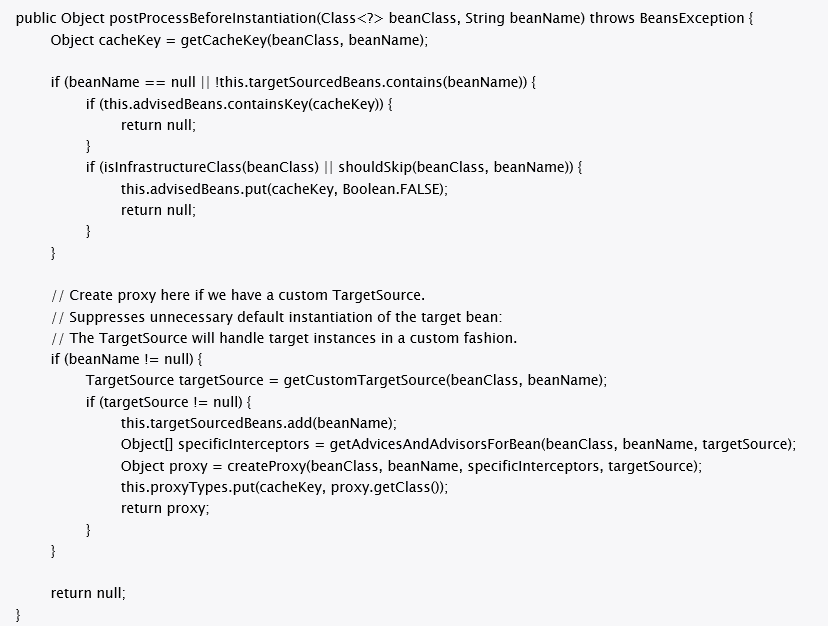 public Object postProcessBeforeInstantiation(Class<?> beanClass, String beanName) throws BeansException {
Object cacheKey = getCacheKey(beanClass, beanName);
if (beanName == null || !this.targetSourcedBeans.contains(beanName)) {
if (this.advisedBeans.containsKey(cacheKey)) {
return null;
}
if (isInfrastructureClass(beanClass) || shouldSkip(beanClass, beanName)) {
this.advisedBeans.put(cacheKey, Boolean.FALSE);
return null;
}
}
// Create proxy here if we have a custom TargetSource.
// Suppresses unnecessary default instantiation of the target bean:
// The TargetSource will handle target instances in a custom fashion.
if (beanName != null) {
TargetSource targetSource = getCustomTargetSource(beanClass, beanName);
if (targetSource != null) {
this.targetSourcedBeans.add(beanName);
Object[] specificInterceptors = getAdvicesAndAdvisorsForBean(beanClass, beanName, targetSource);
Object proxy = createProxy(beanClass, beanName, specificInterceptors, targetSource);
this.proxyTypes.put(cacheKey, proxy.getClass());
return proxy;
}
}
return null;
}